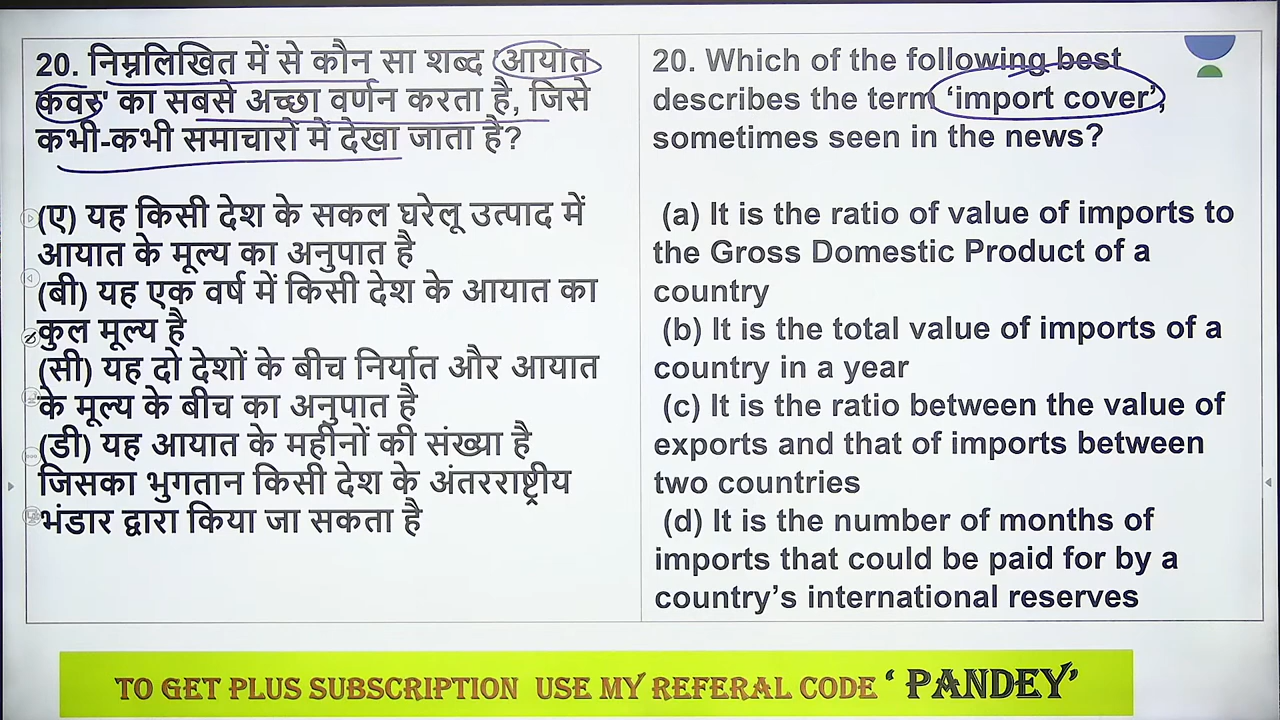 20. निम्नलिखित में से कौन सा शब्द 'आयात
कवर' का सबसे अच्छा वर्णन करता है, जिसे
कभी-कभी समाचारों में देखा जाता है?
(ए) यह किसी देश के सकल घरेलू उत्पाद में
आयात के मूल्य का अनुपात है
(बी) यह एक वर्ष में किसी देश के आयात का
कुल मूल्य है
(सी) यह दो देशों के बीच निर्यात और आयात
के मूल्य के बीच का अनुपात है
(डी) यह आयात के महीनों की संख्या है
जिसका भुगतान किसी देश के अंतरराष्ट्रीय
भंडार द्वारा किया जा सकता है
20. Which of the following best
describes the term 'import cover',
sometimes seen in the news?
(a) It is the ratio of value of imports to
the Gross Domestic Product of a
country
(b) It is the total value of imports of a
country in a year
(c) It is the ratio between the value of
exports and that of imports between
two countries
(d) It is the number of months of
imports that could be paid for by a
country's international reserves
TO GET PLUS SUBSCRIPTION USE MY REFERAL CODE ' PANDEY'